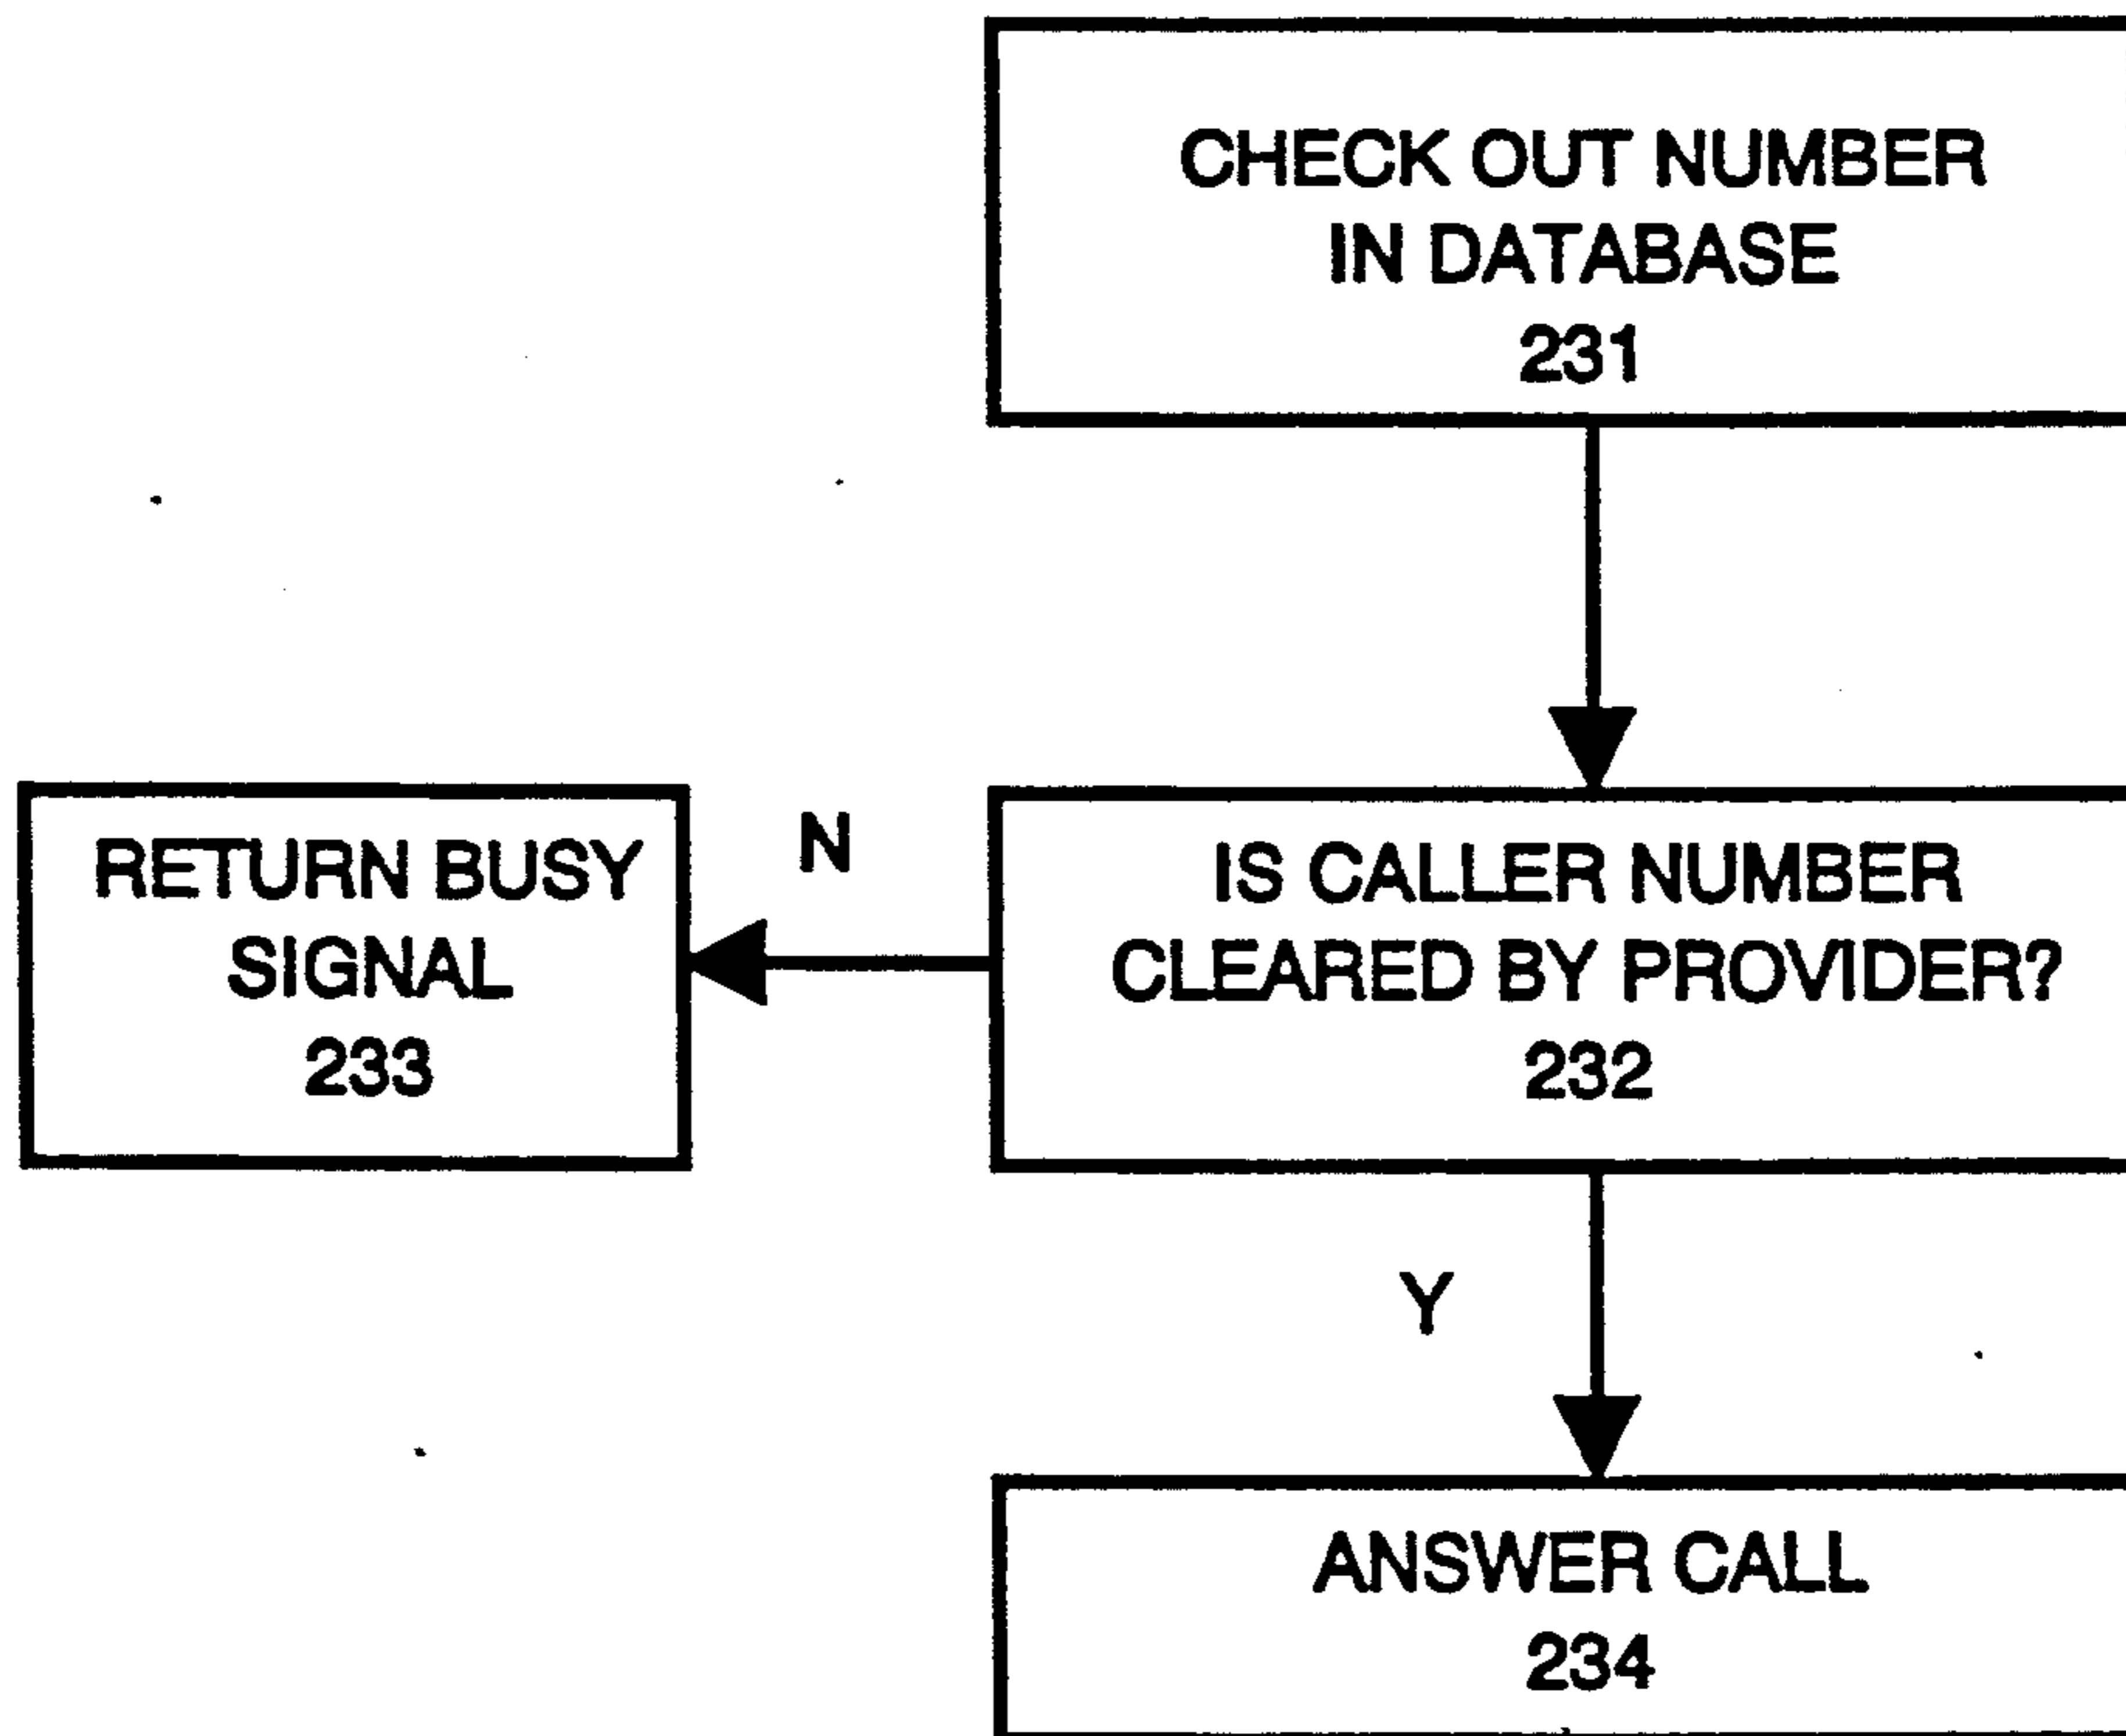 CHECK OUT NUMBER
IN DATABASE
231
RETURN BUSY
SIGNAL
233
N
IS CALLER NUMBER
CLEARED BY PROVIDER?
232
Y
ANSWER CALL
234